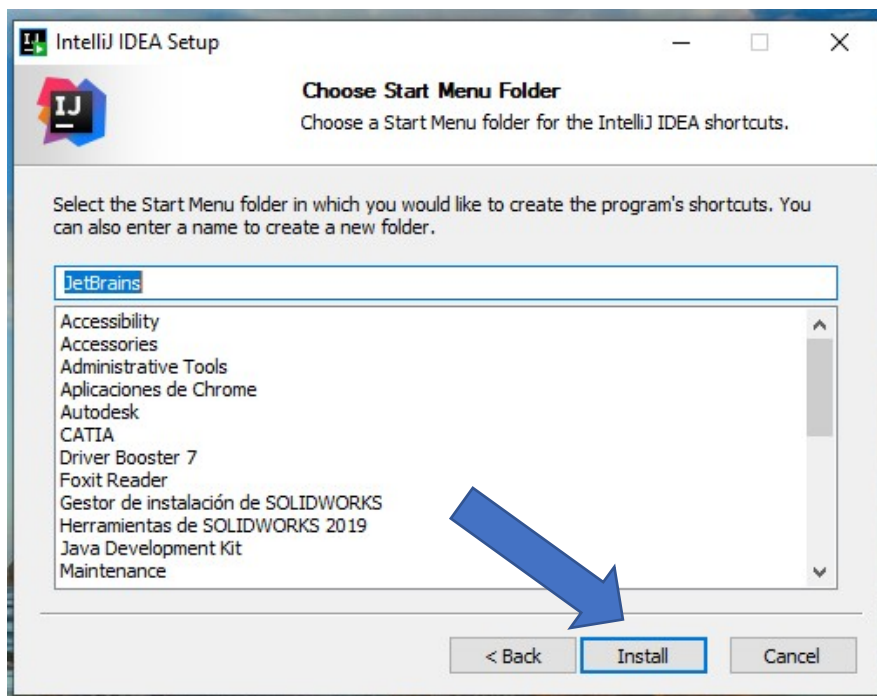 IntelliJ IDEA Setup
IJ
Choose Start Menu Folder
Choose a Start Menu folder for the IntelliJ IDEA shortcuts.
Select the Start Menu folder in which you would like to create the program's shortcuts. You
can also enter a name to create a new folder.
JetBrains
Accessibility
Accessories
Administrative Tools
Aplicaciones de Chrome
Autodesk
CATIA
Driver Booster 7
Foxit Reader
Gestor de instalación de SOLIDWORKS
Herramientas de SOLIDWORKS 2019
Java Development Kit
Maintenance
< Back
Install
Cancel